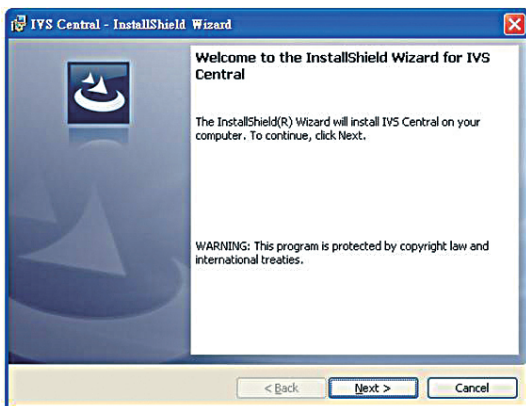 IVS Central - InstallShield Wizard
Welcome to the InstallShield Wizard for IVS
Central
The InstallShield(R) Wizard will install IVS Central on your
computer. To continue, click Next.
WARNING: This program is protected by copyright law and
international treaties.
< Back
Next >
Cancel